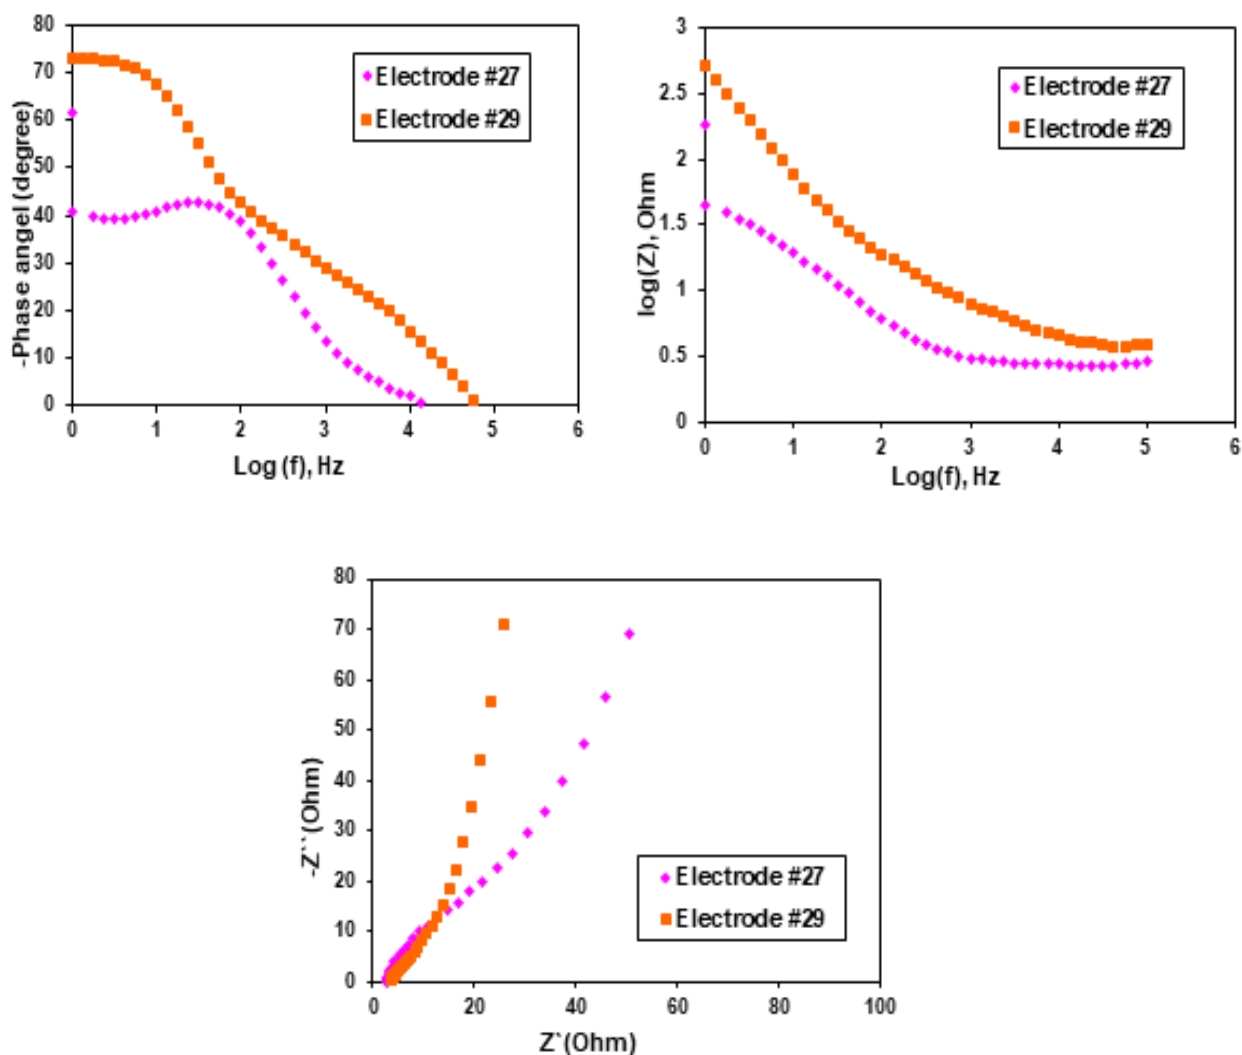 80
70
60
50
40
30
20
10
0
-Phase angel (degree)
Electrode #27
Electrode #29
0 1 2 3 4 5 6
Log (f), Hz
3
2.5
2
1.5
1
0.5
0
log(Z), Ohm
Electrode #27
Electrode #29
0 1 2 3 4 5 6
Log(f), Hz
80
70
60
50
40
30
20
10
0
-Z``(Ohm)
Electrode #27
Electrode #29
0 20 40 60 80 100
Z`(Ohm)